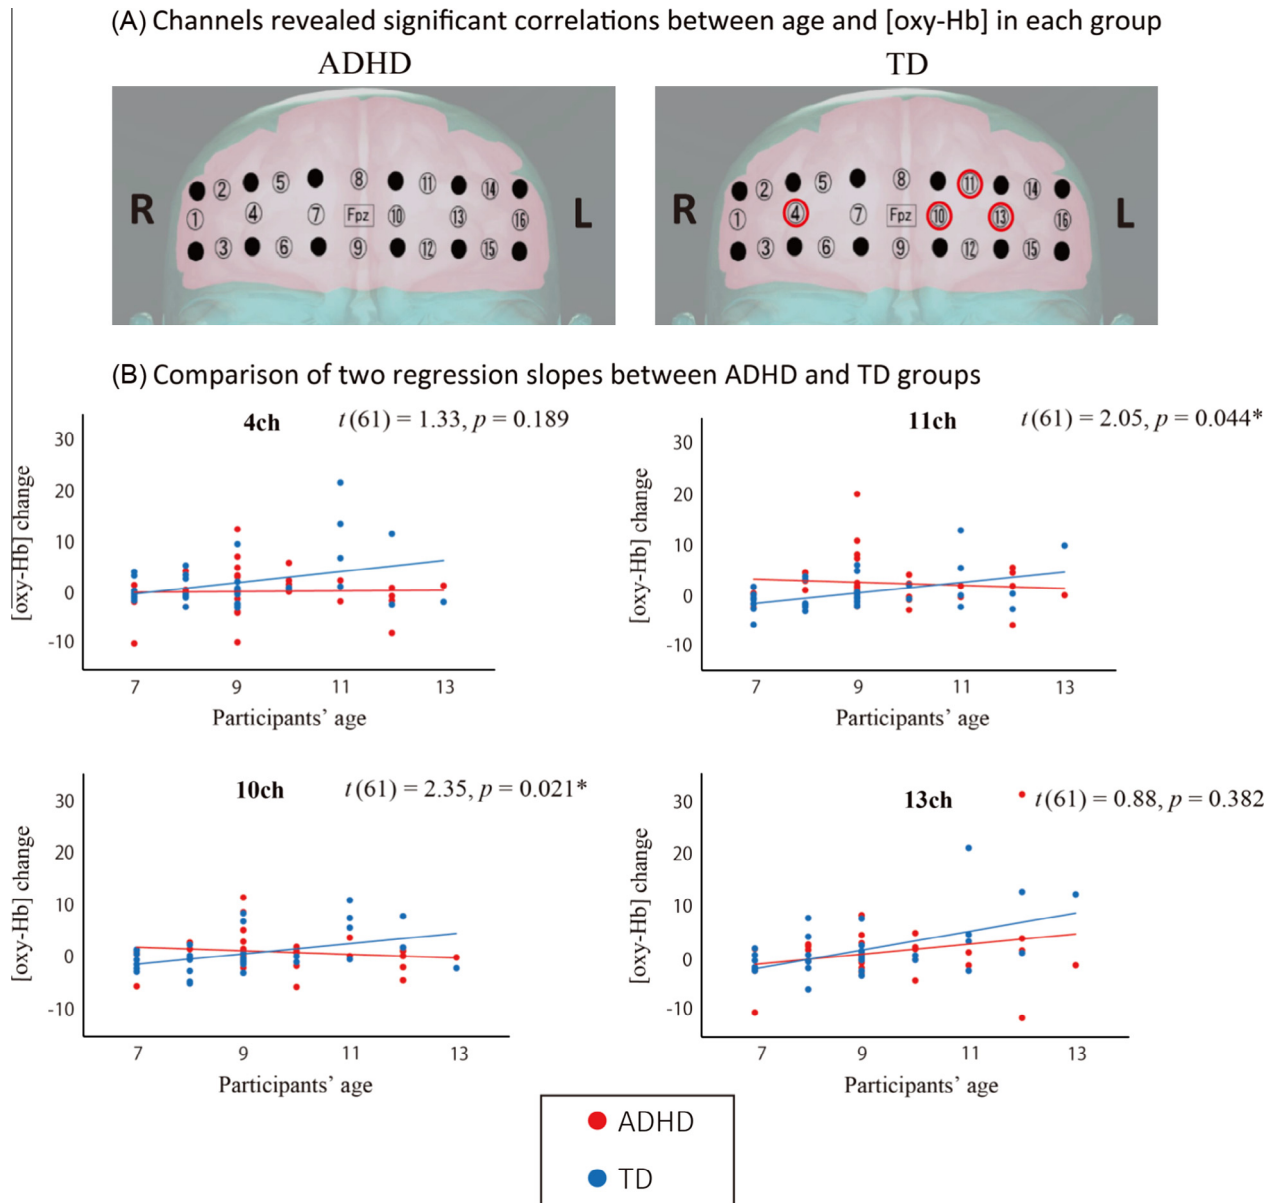 (A) Channels revealed significant correlations between age and [oxy-Hb] in each group
ADHD
R
② ⑤ ⑧ ⑪ ⑭
① ④ ⑦ Fpz ⑩ ⑬ ⑯
③ ⑥ ⑨ ⑫ ⑮
L
TD
R
② ⑤ ⑧ ⑪ ⑭
① ④ ⑦ Fpz ⑩ ⑬ ⑯
③ ⑥ ⑨ ⑫ ⑮
L
(B) Comparison of two regression slopes between ADHD and TD groups
4ch t(61) = 1.33, p = 0.189
[oxy-Hb] change
30
20
10
0
-10
7 9 11 13
Participants’ age
11ch t(61) = 2.05, p = 0.044*
[oxy-Hb] change
30
20
10
0
-10
7 9 11 13
Participants’ age
10ch t(61) = 2.35, p = 0.021*
[oxy-Hb] change
30
20
10
0
-10
7 9 11 13
Participants’ age
13ch t(61) = 0.88, p = 0.382
[oxy-Hb] change
30
20
10
0
-10
7 9 11 13
Participants’ age
ADHD
TD